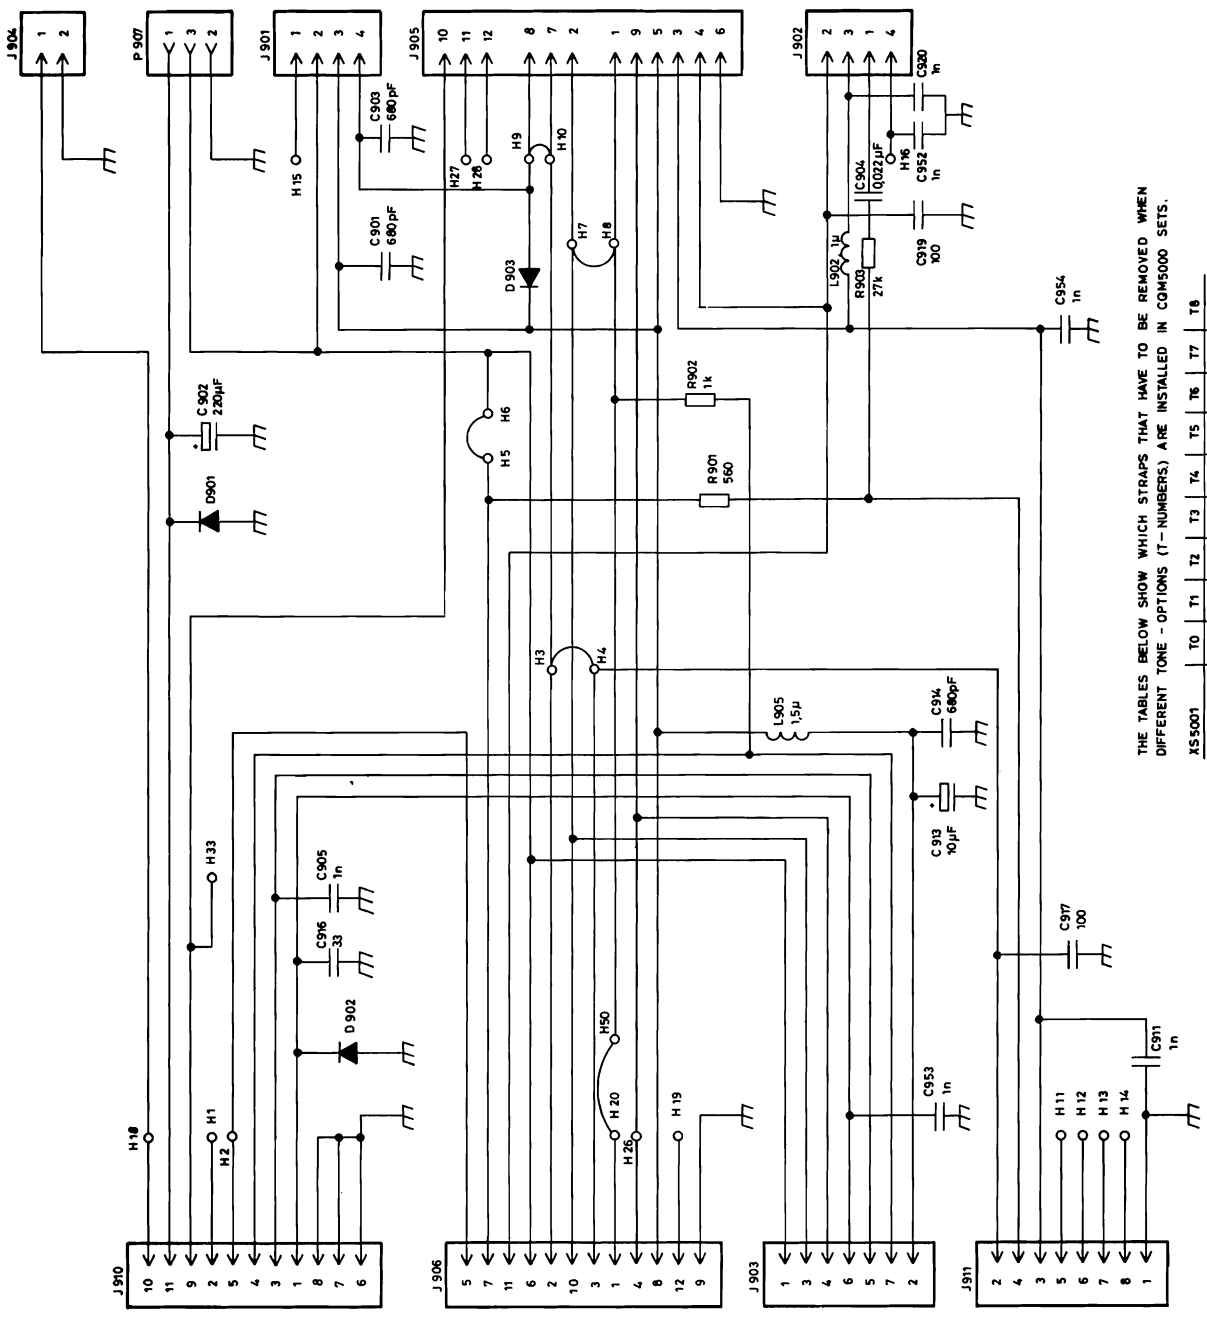 J904
1
2
P907
1
3
2
J901
1
2
3
4
J905
10
11
12
8
7
2
1
9
5
3
4
6
J902
2
3
1
4
C903
680pF
C920
1n
H15
H27
H28
H9
H10
C904
0,022µF
H16
C952
1n
C901
680pF
D903
H7
H8
L902
1µ
R903
27k
C919
100
C954
1n
C902
220µF
+
D901
H6
H5
R902
1k
R901
560
H3
H4
L905
1,5µ
C914
680pF
C913
10µF
+
H33
C905
1n
C916
33
D902
H50
H20
H26
H19
C953
1n
C917
100
C911
1n
H18
H1
H2
H11
H12
H13
H14
J910
10
11
9
2
5
4
3
1
8
7
6
J906
5
7
11
6
2
10
3
1
4
8
12
9
J903
1
3
4
6
5
7
2
J911
2
4
3
5
6
7
8
1
THE TABLES BELOW SHOW WHICH STRAPS THAT HAVE TO BE REMOVED WHEN
DIFFERENT TONE - OPTIONS (T-NUMBERS.) ARE INSTALLED IN CQM5000 SETS.
XS5001 T0 T1 T2 T3 T4 T5 T6 T7 T8